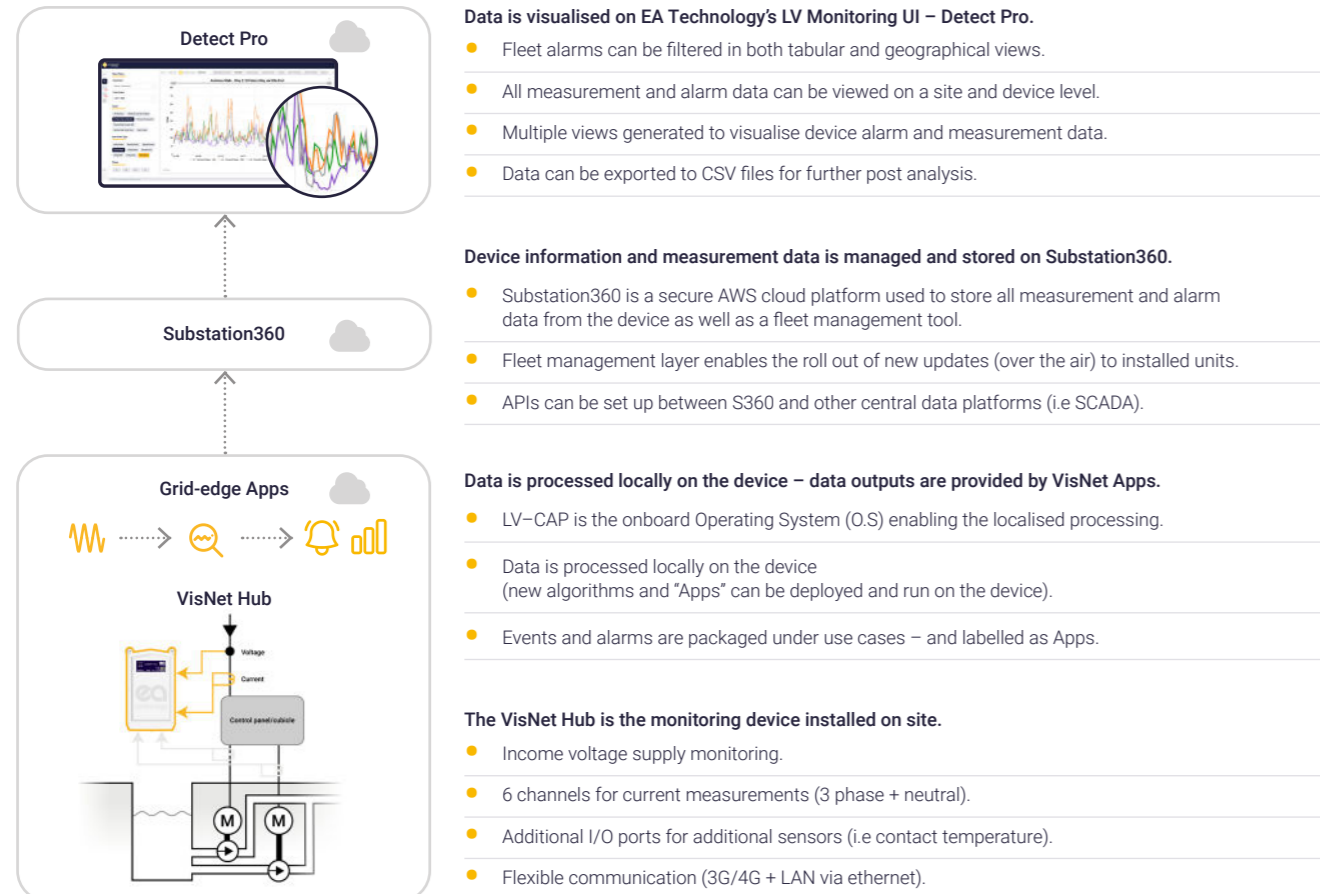 Detect Pro
Substation360
Grid-edge Apps
VisNet Hub
Voltage
Current
ea
Control panel/cubicle
M
M
Data is visualised on EA Technology's LV Monitoring UI – Detect Pro.
Fleet alarms can be filtered in both tabular and geographical views.
All measurement and alarm data can be viewed on a site and device level.
Multiple views generated to visualise device alarm and measurement data.
Data can be exported to CSV files for further post analysis.
Device information and measurement data is managed and stored on Substation360.
Substation360 is a secure AWS cloud platform used to store all measurement and alarm
data from the device as well as a fleet management tool.
Fleet management layer enables the roll out of new updates (over the air) to installed units.
APIs can be set up between S360 and other central data platforms (i.e SCADA).
Data is processed locally on the device – data outputs are provided by VisNet Apps.
LV–CAP is the onboard Operating System (O.S) enabling the localised processing.
Data is processed locally on the device
(new algorithms and “Apps” can be deployed and run on the device).
Events and alarms are packaged under use cases – and labelled as Apps.
The VisNet Hub is the monitoring device installed on site.
Income voltage supply monitoring.
6 channels for current measurements (3 phase + neutral).
Additional I/O ports for additional sensors (i.e contact temperature).
Flexible communication (3G/4G + LAN via ethernet).